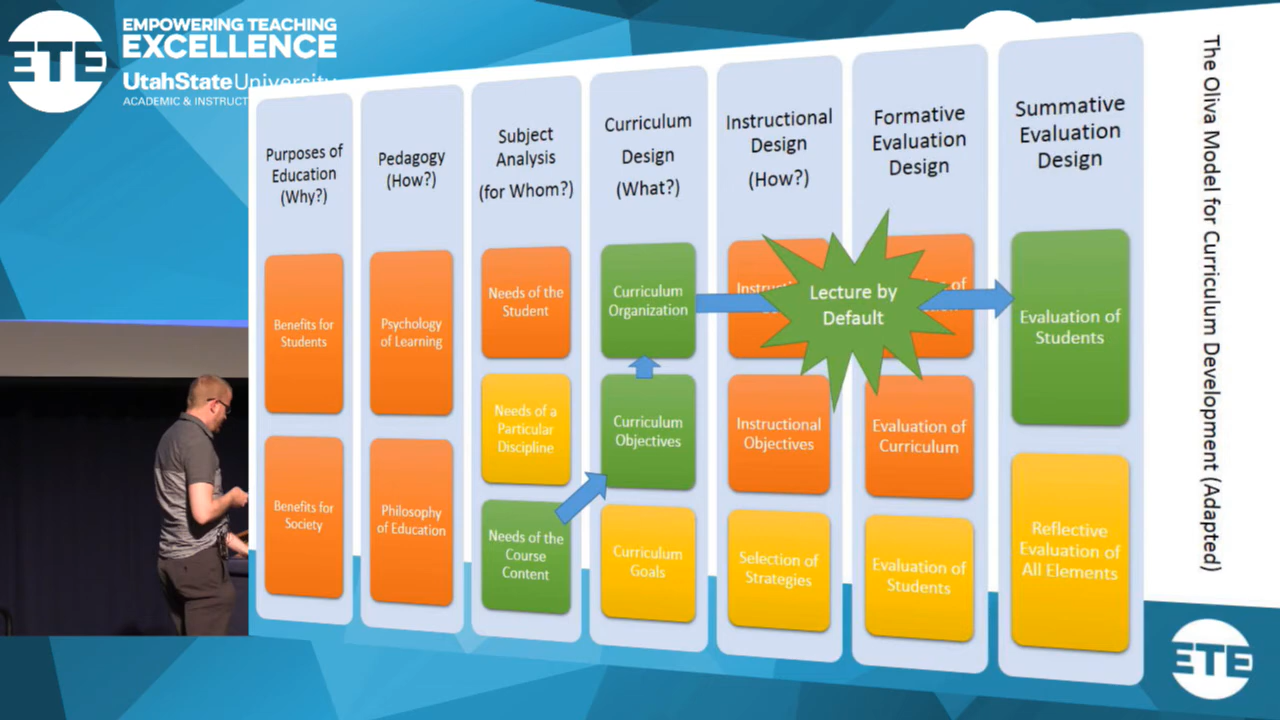 ETE
EMPOWERING TEACHING
EXCELLENCE
UtahStateUniversity
ACADEMIC & INSTRUCT
The Oliva Model for Curriculum Development (Adapted)
Purposes of
Education
(Why?)
Benefits for
Students
Benefits for
Society
Pedagogy
(How?)
Psychology
of Learning
Philosophy
of Education
Subject
Analysis
(for Whom?)
Needs of the
Student
Needs of a
Particular
Discipline
Needs of the
Course
Content
Curriculum
Design
(What?)
Curriculum
Organization
Curriculum
Objectives
Curriculum
Goals
Instructional
Design
(How?)
Instructional
Objectives
Selection of
Strategies
Lecture by
Default
Formative
Evaluation
Design
of
Evaluation of
Curriculum
Evaluation of
Students
Summative
Evaluation
Design
Evaluation of
Students
Reflective
Evaluation of
All Elements
ETE